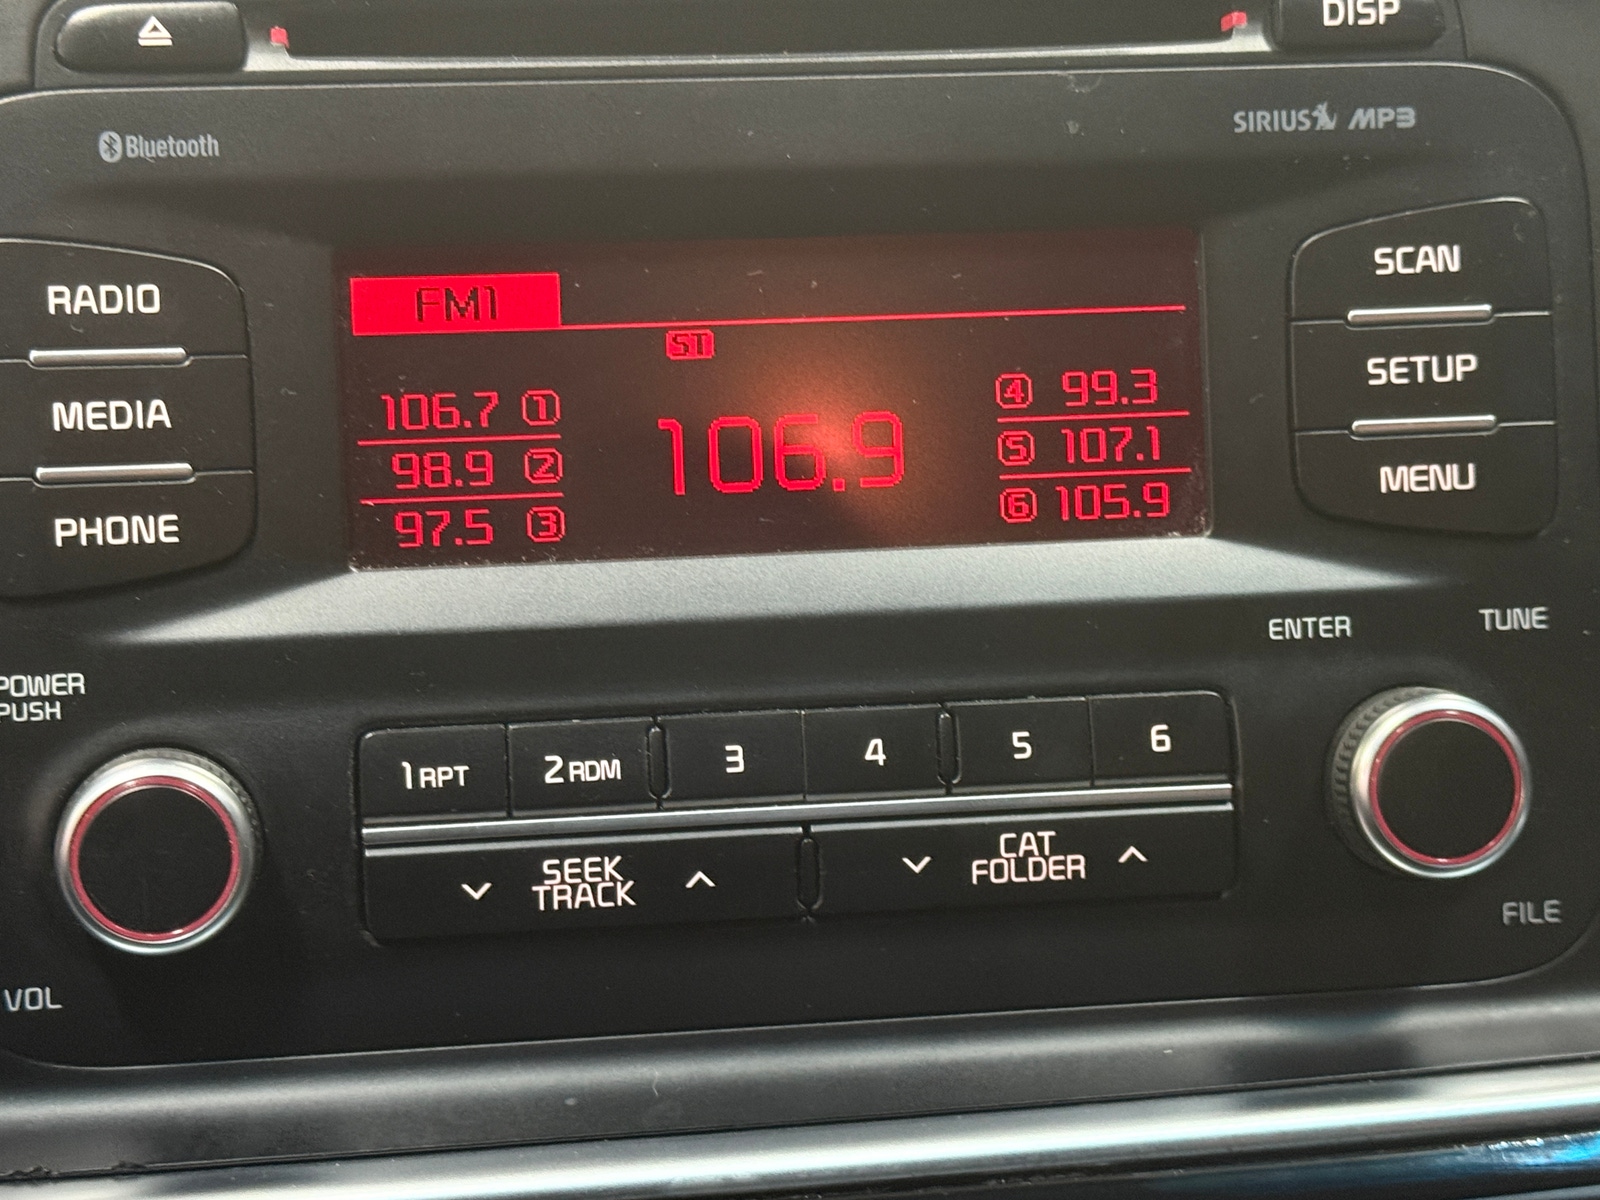 DISP
Bluetooth
SIRIUS MP3
RADIO
MEDIA
PHONE
FM1
ST
106.7 1
98.9 2
97.5 3
106.9
4 99.3
5 107.1
6 105.9
SCAN
SETUP
MENU
POWER
PUSH
VOL
1 RPT
2 RDM
3
4
5
6
SEEK
TRACK
CAT
FOLDER
ENTER
TUNE
FILE